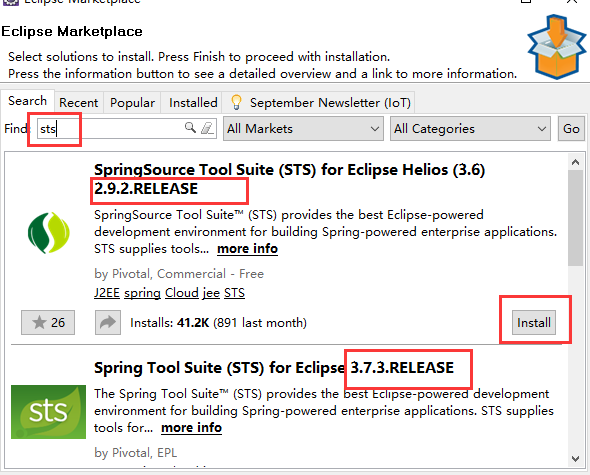 Eclipse Marketplace
Eclipse Marketplace
Select solutions to install. Press Finish to proceed with installation.
Press the information button to see a detailed overview and a link to more information.
Search Recent Popular Installed September Newsletter (IoT)
Find: sts All Markets All Categories Go
SpringSource Tool Suite (STS) for Eclipse Helios (3.6)
2.9.2.RELEASE
SpringSource Tool Suite™ (STS) provides the best Eclipse-powered
development environment for building Spring-powered enterprise applications.
STS supplies tools... more info
by Pivotal, Commercial - Free
J2EE spring Cloud jee STS
26 Installs: 41.2K (891 last month) Install
Spring Tool Suite (STS) for Eclipse 3.7.3.RELEASE
sts
The Spring Tool Suite™ (STS) provides the best Eclipse-powered development
environment for building Spring-powered enterprise applications. STS supplies
tools for... more info
by Pivotal, EPL